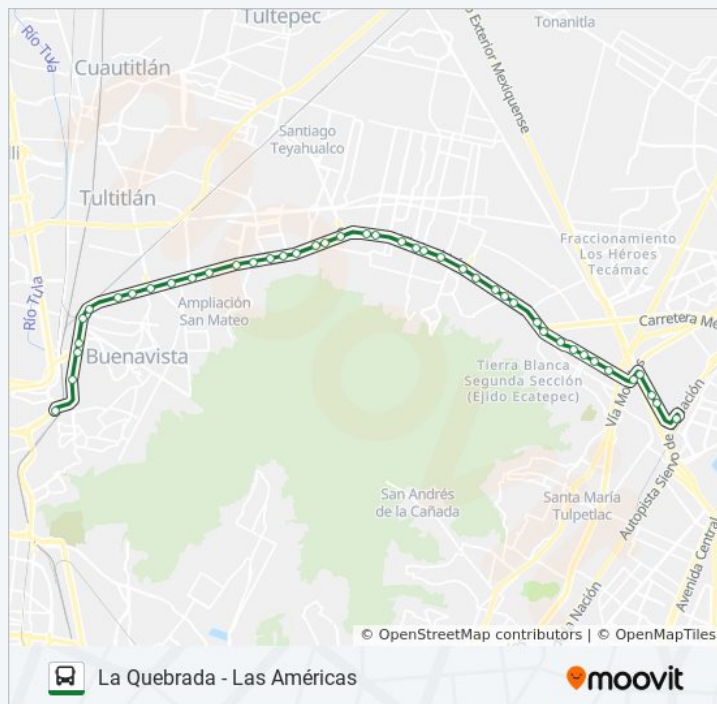 Tultepec
Tonanitla
Río Tula
Cuautitlán
o Exterior Mexiquense
Santiago
Teyahualco
lli
Tultitlán
Fraccionamiento
Los Héroes
Tecámac
Río Tula
Ampliación
San Mateo
Carretera Me
Buenavista
Tierra Blanca
Segunda Sección
(Ejido Ecatepec)
Vía Mo
s
Nación
Autopista Siervo de
San Andrés
de la Cañada
Santa María
Tulpetlac
Avenida Central
Nación
© OpenStreetMap contributors | © OpenMapTiles
La Quebrada - Las Américas
moovit